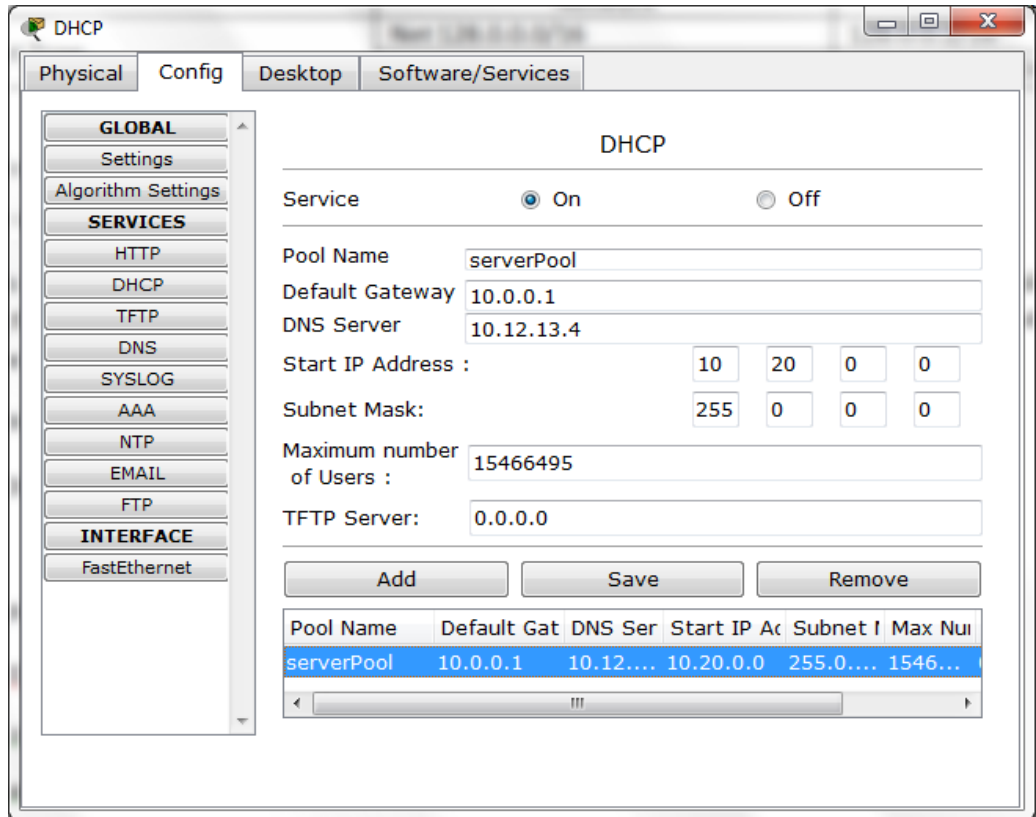 DHCP
Physical Config Desktop Software/Services
GLOBAL
Settings
Algorithm Settings
SERVICES
HTTP
DHCP
TFTP
DNS
SYSLOG
AAA
NTP
EMAIL
FTP
INTERFACE
FastEthernet
DHCP
Service On Off
Pool Name serverPool
Default Gateway 10.0.0.1
DNS Server 10.12.13.4
Start IP Address : 10 20 0 0
Subnet Mask: 255 0 0 0
Maximum number
of Users : 15466495
TFTP Server: 0.0.0.0
Add Save Remove
Pool Name Default Gat DNS Ser Start IP Ac Subnet M Max Nu
serverPool 10.0.0.1 10.12.... 10.20.0.0 255.0.... 1546...